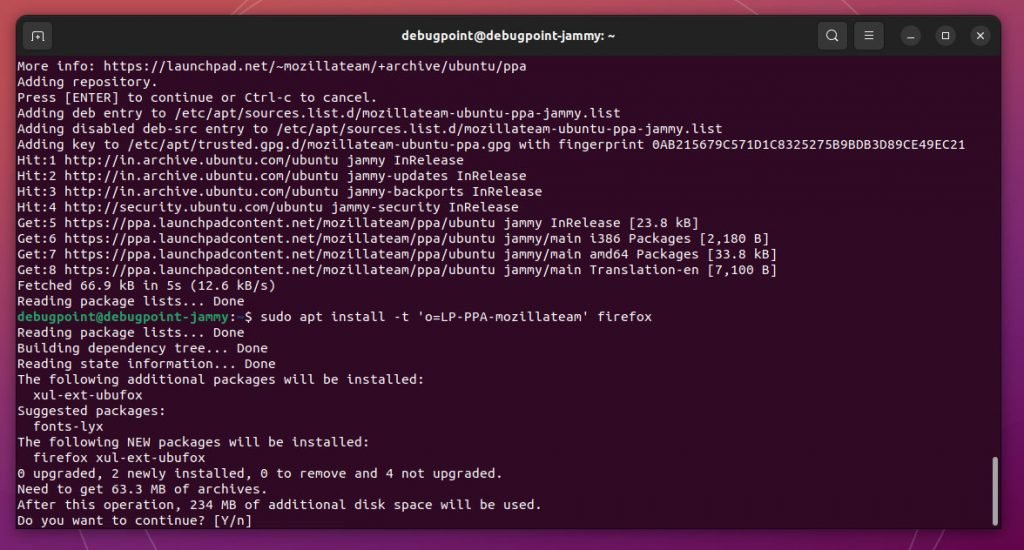 debugpoint@debugpoint-jammy: ~
More info: https://launchpad.net/~mozillateam/+archive/ubuntu/ppa
Adding repository.
Press [ENTER] to continue or Ctrl-c to cancel.
Adding deb entry to /etc/apt/sources.list.d/mozillateam-ubuntu-ppa-jammy.list
Adding disabled deb-src entry to /etc/apt/sources.list.d/mozillateam-ubuntu-ppa-jammy.list
Adding key to /etc/apt/trusted.gpg.d/mozillateam-ubuntu-ppa.gpg with fingerprint 0AB215679C571D1C8325275B9BDB3D89CE49EC21
Hit:1 http://in.archive.ubuntu.com/ubuntu jammy InRelease
Hit:2 http://in.archive.ubuntu.com/ubuntu jammy-updates InRelease
Hit:3 http://in.archive.ubuntu.com/ubuntu jammy-backports InRelease
Hit:4 http://security.ubuntu.com/ubuntu jammy-security InRelease
Get:5 https://ppa.launchpadcontent.net/mozillateam/ppa/ubuntu jammy InRelease [23.8 kB]
Get:6 https://ppa.launchpadcontent.net/mozillateam/ppa/ubuntu jammy/main i386 Packages [2,180 B]
Get:7 https://ppa.launchpadcontent.net/mozillateam/ppa/ubuntu jammy/main amd64 Packages [33.8 kB]
Get:8 https://ppa.launchpadcontent.net/mozillateam/ppa/ubuntu jammy/main Translation-en [7,100 B]
Fetched 66.9 kB in 5s (12.6 kB/s)
Reading package lists... Done
debugpoint@debugpoint-jammy:~$ sudo apt install -t 'o=LP-PPA-mozillateam' firefox
Reading package lists... Done
Building dependency tree... Done
Reading state information... Done
The following additional packages will be installed:
  xul-ext-ubufox
Suggested packages:
  fonts-lyx
The following NEW packages will be installed:
  firefox xul-ext-ubufox
0 upgraded, 2 newly installed, 0 to remove and 4 not upgraded.
Need to get 63.3 MB of archives.
After this operation, 234 MB of additional disk space will be used.
Do you want to continue? [Y/n]